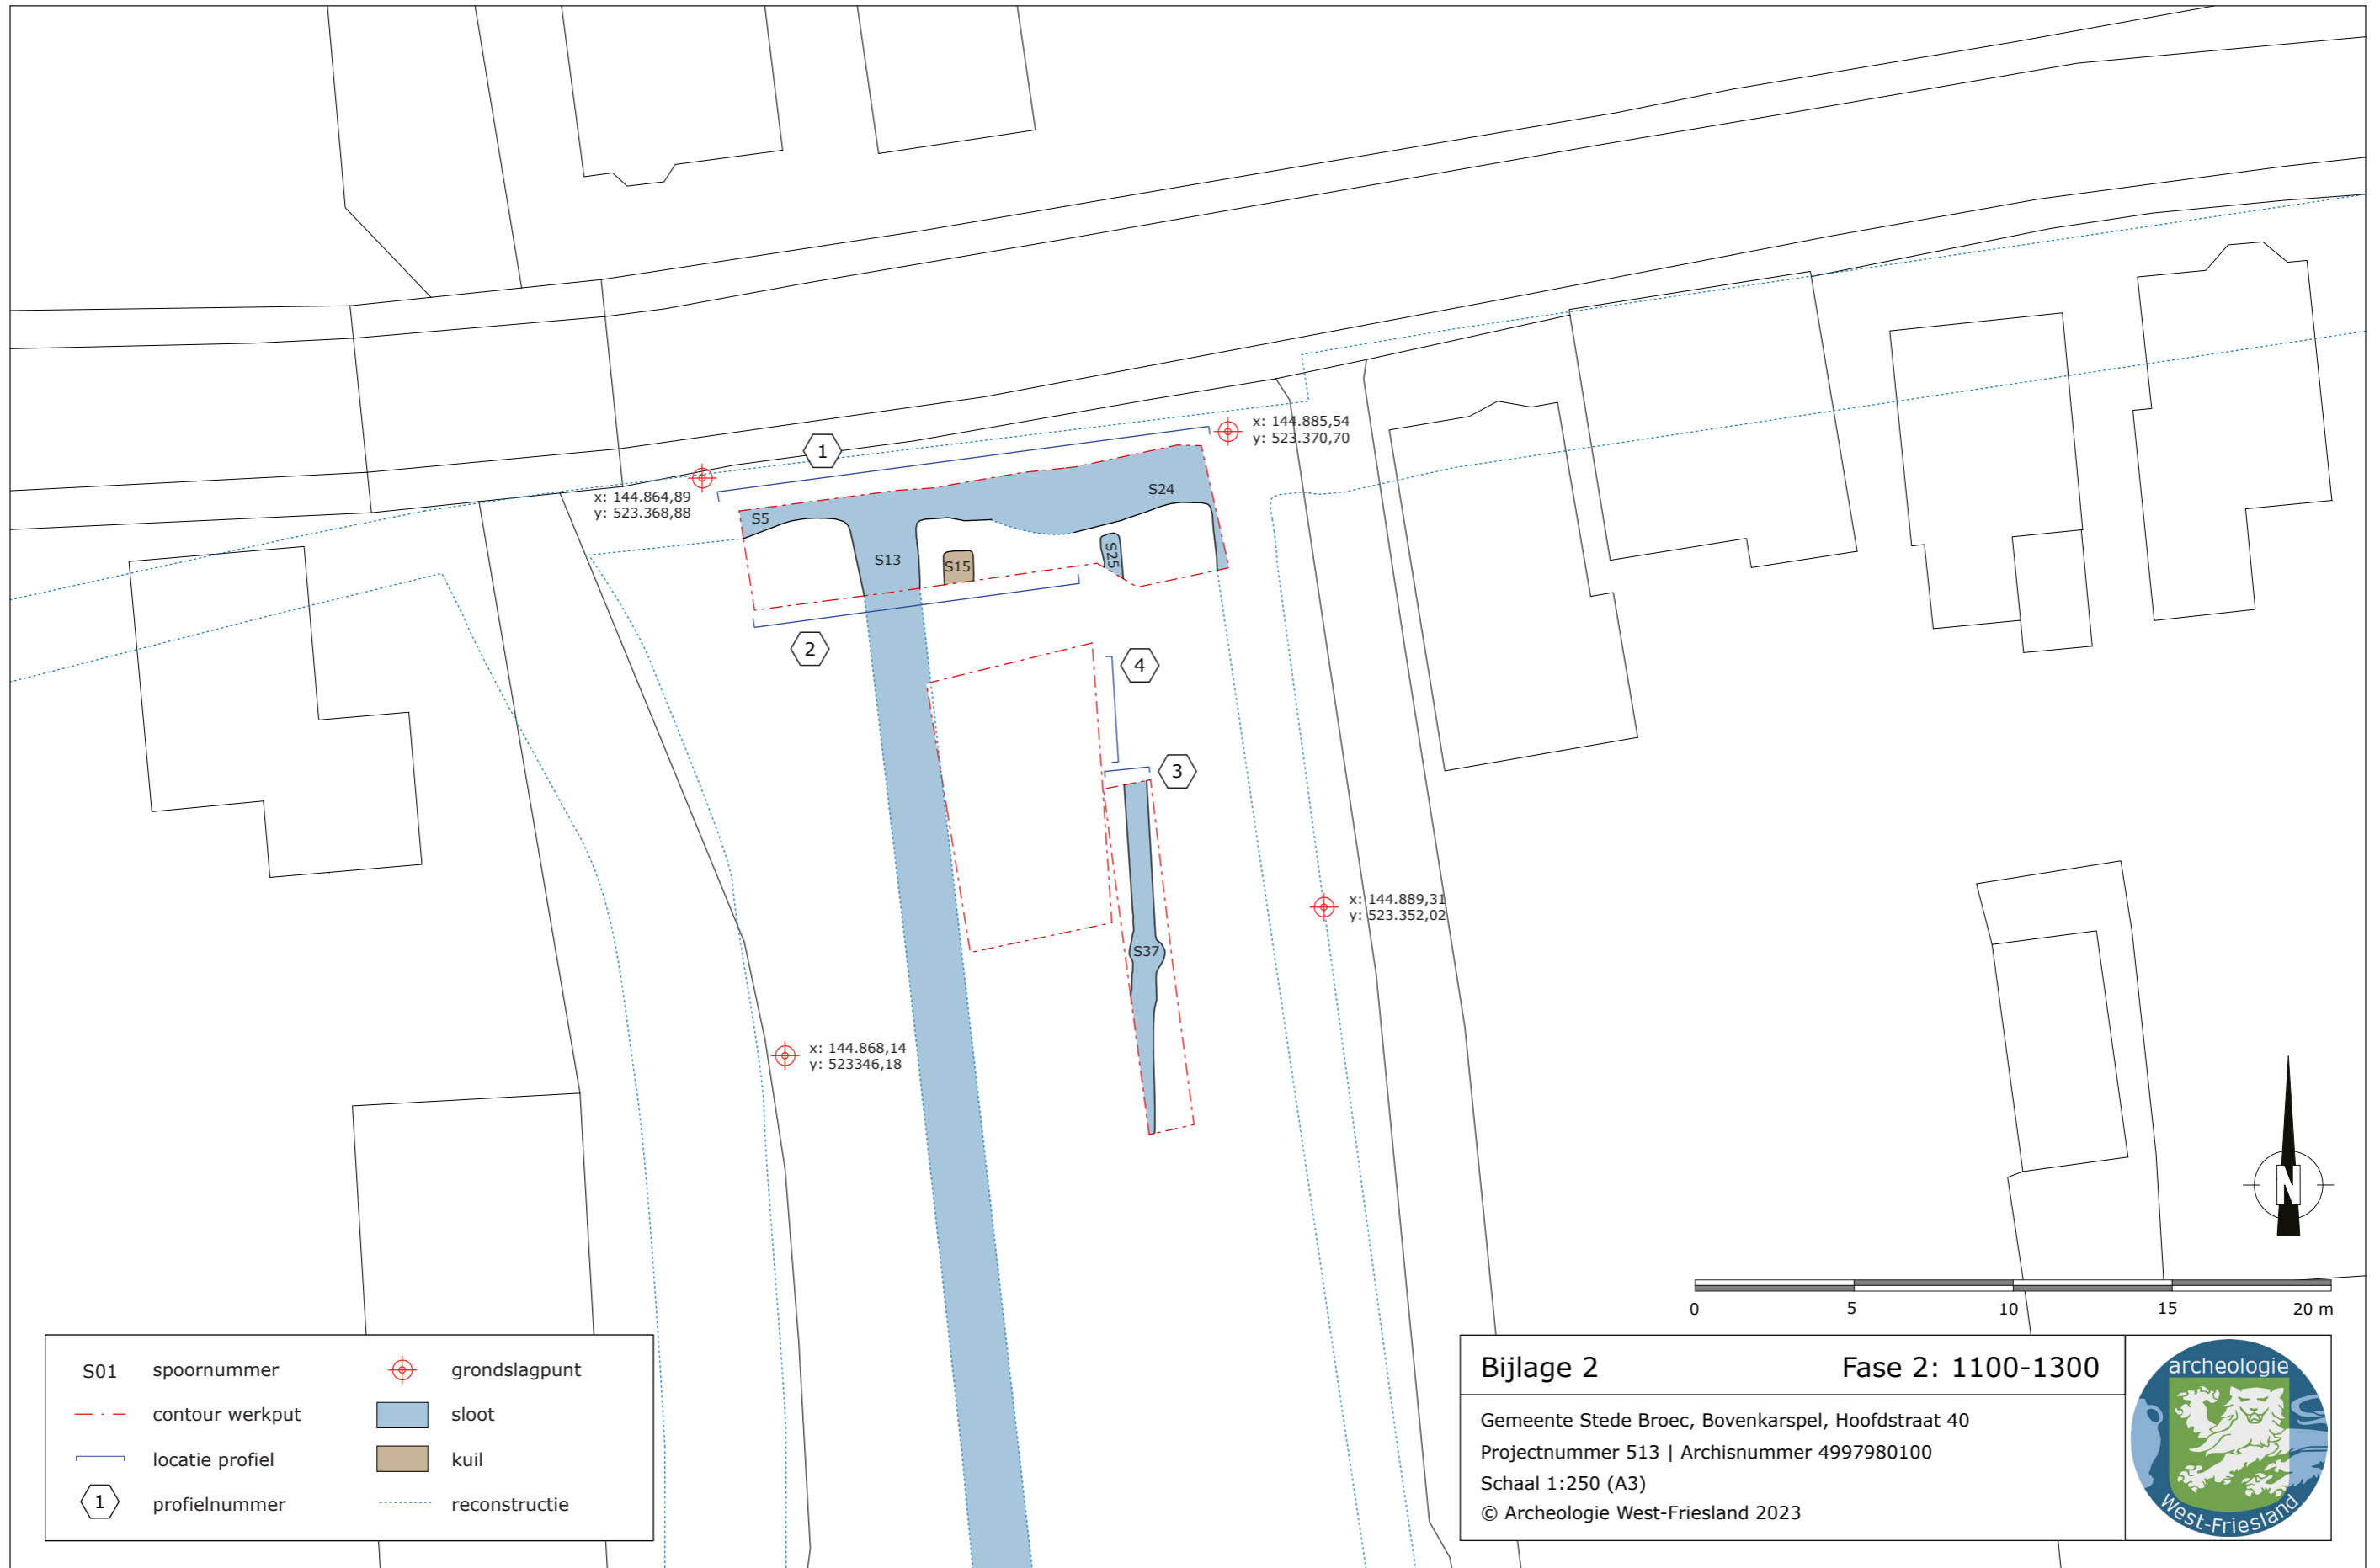 1
x: 144.885,54
y: 523.370,70
x: 144.864,89
y: 523.368,88
S5
S24
S13
S15
S25
2
4
3
x: 144.889,31
y: 523.352,02
S37
x: 144.868,14
y: 523346,18
N
0 5 10 15 20 m
S01 spoornummer
contour werkput
locatie profiel
1 profielnummer
grondslagpunt
sloot
kuil
reconstructie
Bijlage 2 Fase 2: 1100-1300
Gemeente Stede Broec, Bovenkarspel, Hoofdstraat 40
Projectnummer 513 | Archisnummer 4997980100
Schaal 1:250 (A3)
© Archeologie West-Friesland 2023
archeologie
West-Friesland